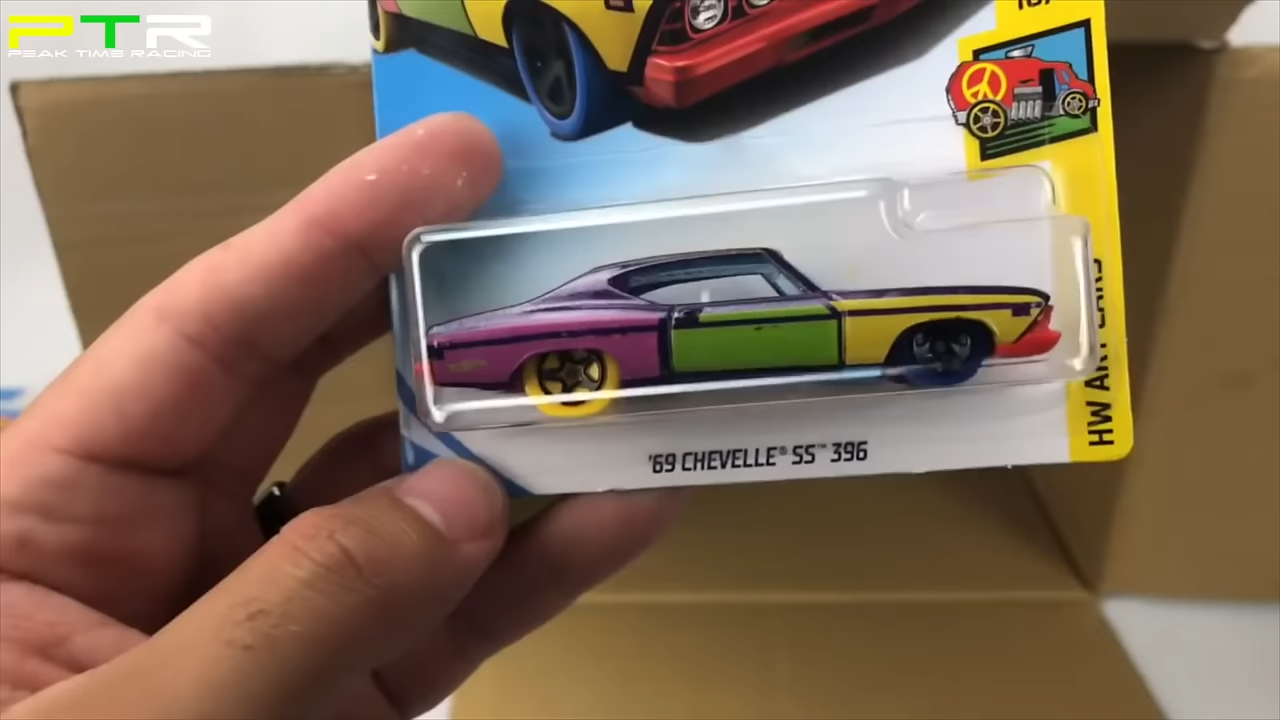 PTR
PEAK TIME RACING
HW ART CARS
'69 CHEVELLE® SS™ 396